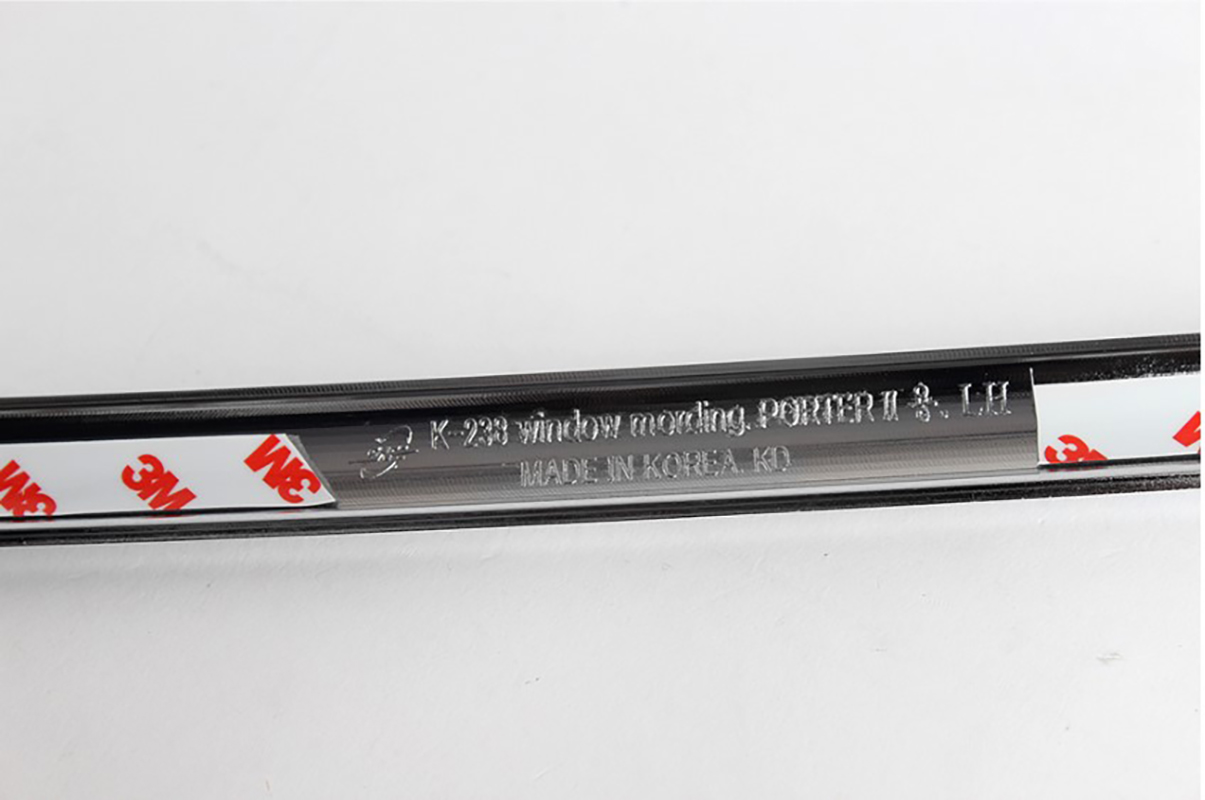 K-238 window mording. PORTER II 용. LH
MADE IN KOREA. KD
3M 3M 3M 3M